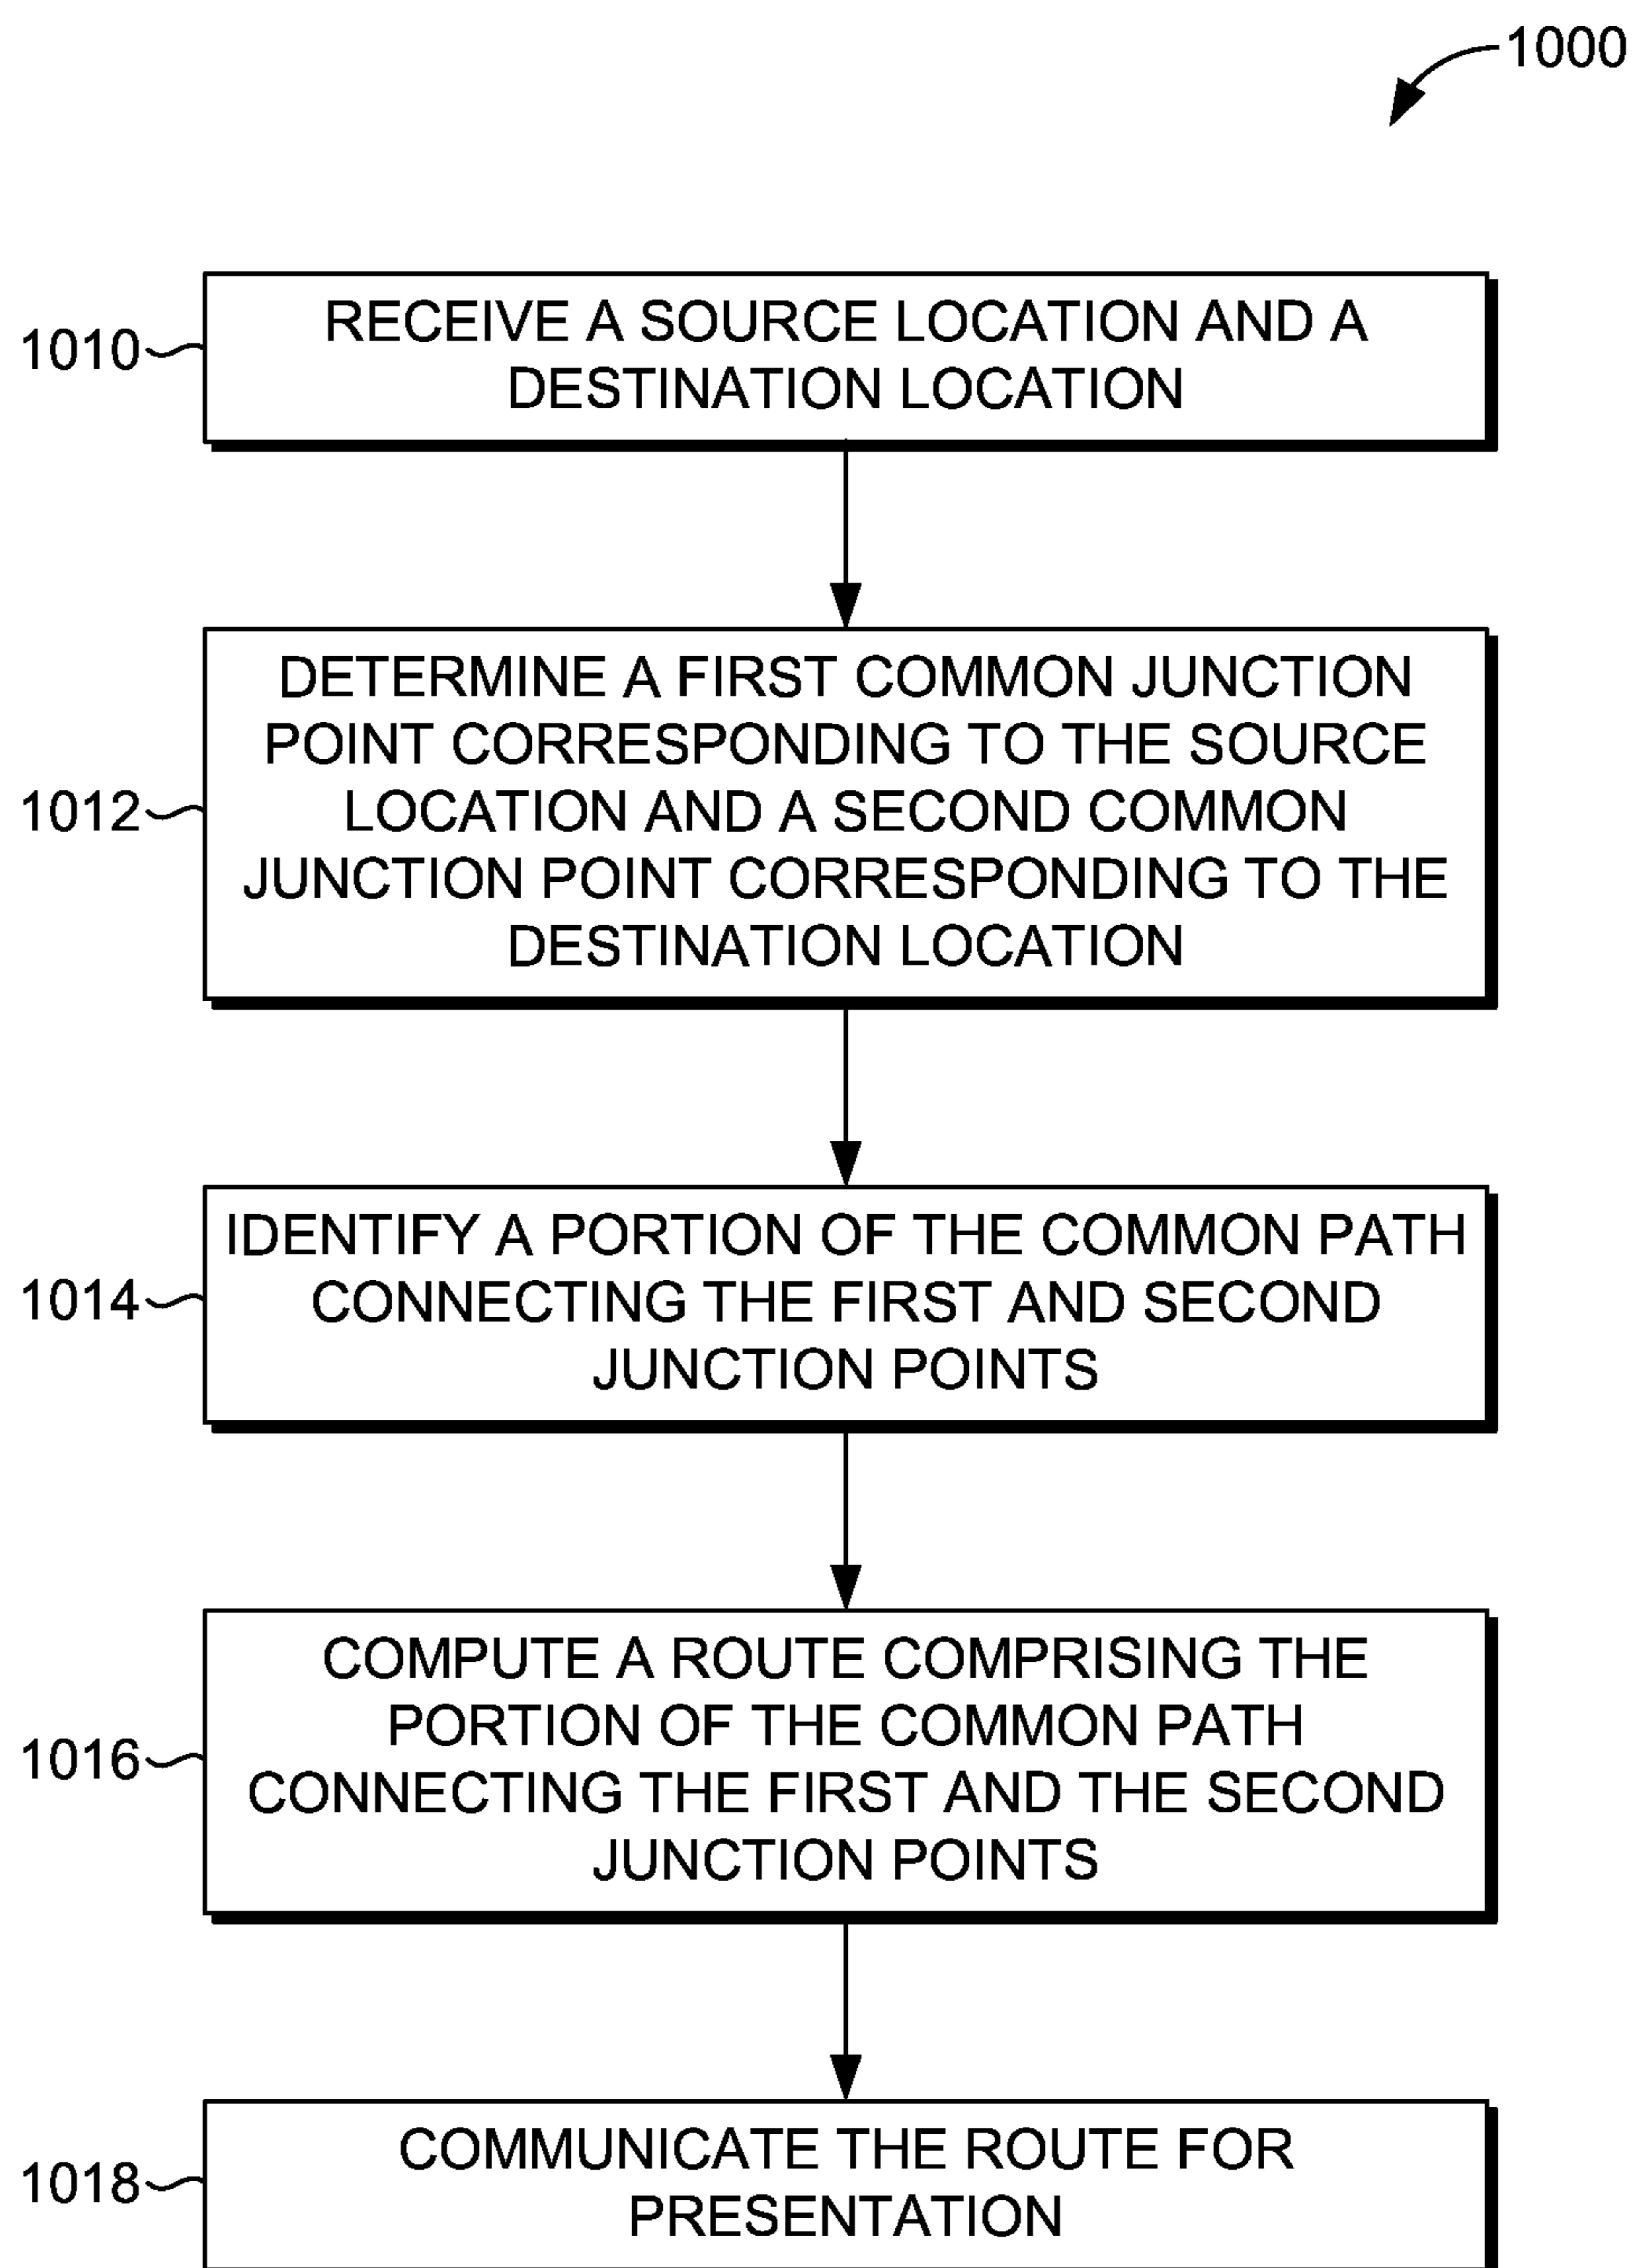 1000
1010
RECEIVE A SOURCE LOCATION AND A
DESTINATION LOCATION
1012
DETERMINE A FIRST COMMON JUNCTION
POINT CORRESPONDING TO THE SOURCE
LOCATION AND A SECOND COMMON
JUNCTION POINT CORRESPONDING TO THE
DESTINATION LOCATION
1014
IDENTIFY A PORTION OF THE COMMON PATH
CONNECTING THE FIRST AND SECOND
JUNCTION POINTS
1016
COMPUTE A ROUTE COMPRISING THE
PORTION OF THE COMMON PATH
CONNECTING THE FIRST AND THE SECOND
JUNCTION POINTS
1018
COMMUNICATE THE ROUTE FOR
PRESENTATION